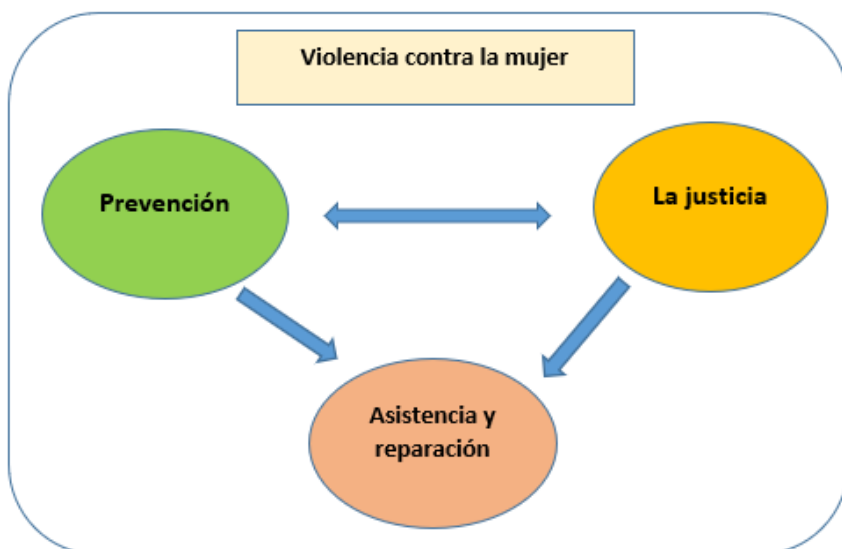 Violencia contra la mujer
Prevención
La justicia
Asistencia y
reparación